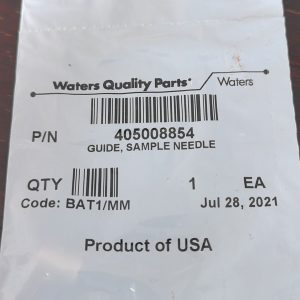 Waters Quality Parts® Waters
P/N 405008854
GUIDE, SAMPLE NEEDLE
QTY 1 EA
Code: BAT1/MM Jul 28, 2021
Product of USA